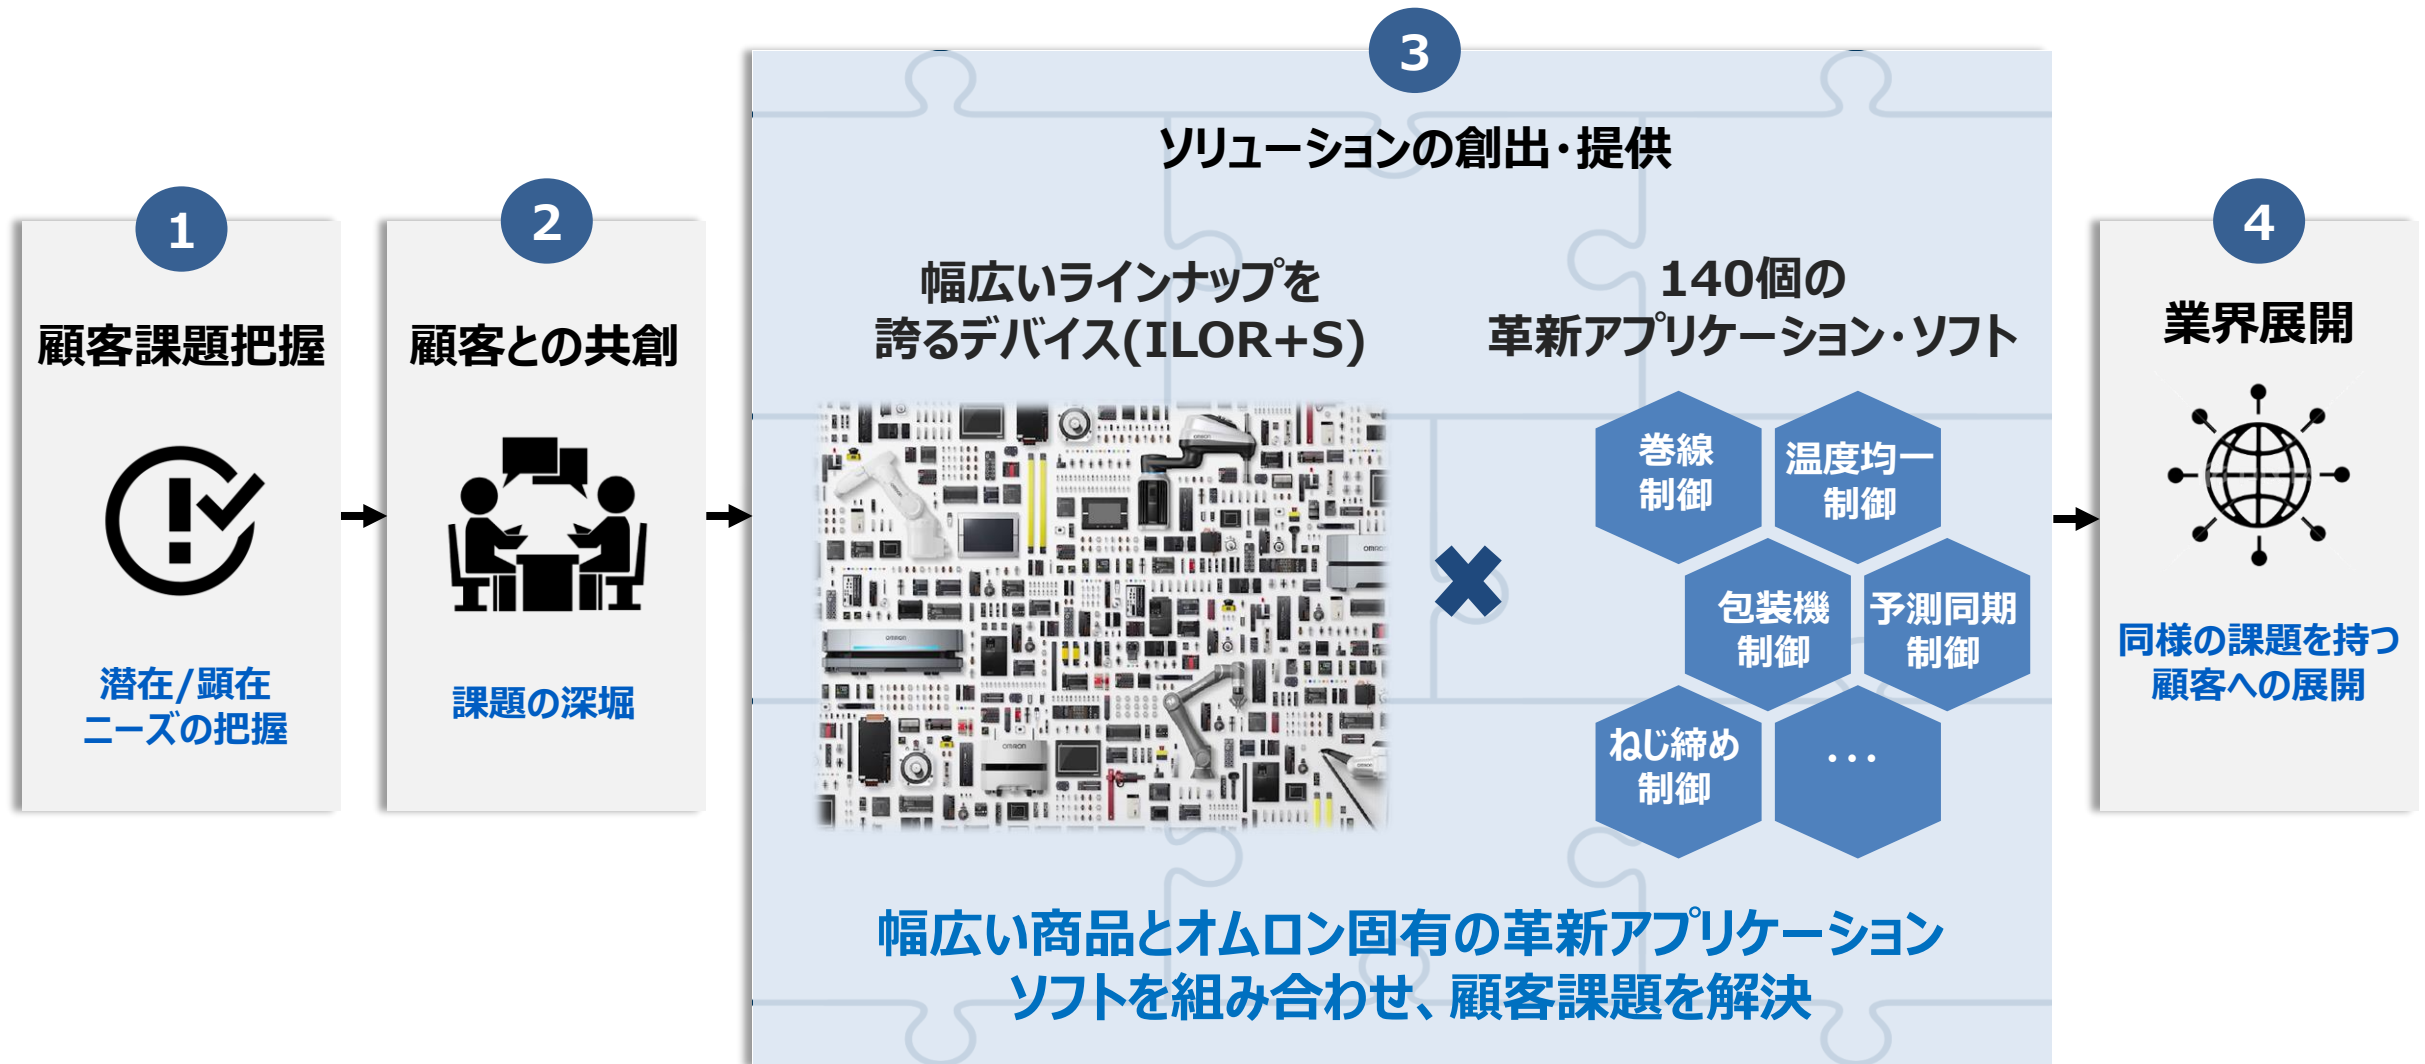 1
顧客課題把握
潜在/顕在
ニーズの把握
2
顧客との共創
課題の深堀
3
ソリューションの創出・提供
幅広いラインナップを
誇るデバイス(ILOR+S)
140個の
革新アプリケーション・ソフト
巻線
制御
温度均一
制御
包装機
制御
予測同期
制御
ねじ締め
制御
・・・
OMRON
OMRON
OMRON
幅広い商品とオムロン固有の革新アプリケーション
ソフトを組み合わせ、顧客課題を解決
4
業界展開
同様の課題を持つ
顧客への展開